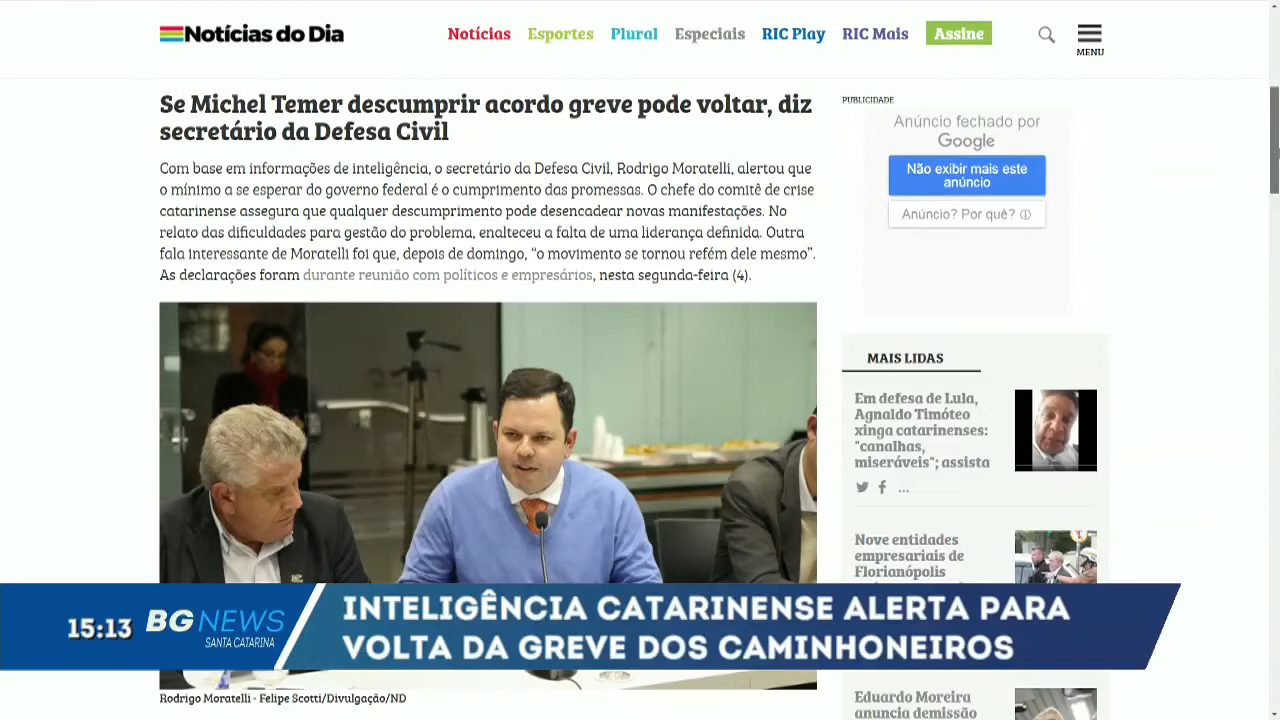 Notícias do Dia
Notícias
Esportes
Plural
Especiais
RIC Play
RIC Mais
Assine
MENU
Se Michel Temer descumprir acordo greve pode voltar, diz
secretário da Defesa Civil
Com base em informações de inteligência, o secretário da Defesa Civil, Rodrigo Moratelli, alertou que
o mínimo a se esperar do governo federal é o cumprimento das promessas. O chefe do comitê de crise
catarinense assegura que qualquer descumprimento pode desencadear novas manifestações. No
relato das dificuldades para gestão do problema, enalteceu a falta de uma liderança definida. Outra
fala interessante de Moratelli foi que, depois de domingo, “o movimento se tornou refém dele mesmo”.
As declarações foram durante reunião com políticos e empresários, nesta segunda-feira (4).
PUBLICIDADE
Anúncio fechado por
Google
Não exibir mais este
anúncio
Anúncio? Por quê?
MAIS LIDAS
Em defesa de Lula,
Agnaldo Timóteo
xinga catarinenses:
"canalhas,
miseráveis"; assista
...
Nove entidades
empresariais de
Florianópolis
15:13
BG NEWS
SANTA CATARINA
INTELIGÊNCIA CATARINENSE ALERTA PARA
VOLTA DA GREVE DOS CAMINHONEIROS
Rodrigo Moratelli - Felipe Scotti/Divulgação/ND
Eduardo Moreira
anuncia demissão